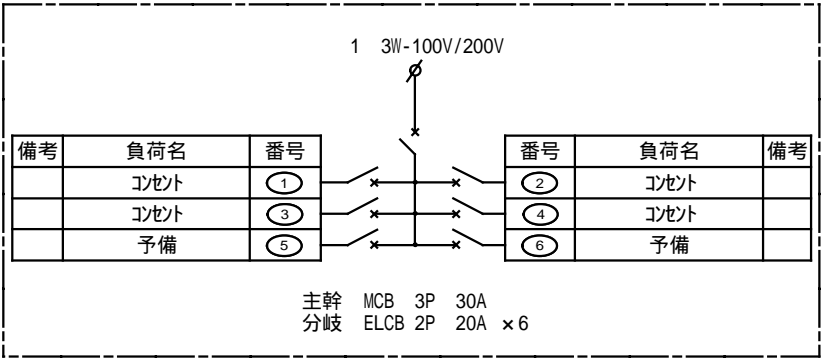 1 3W-100V/200V
備考 負荷名 番号 番号 負荷名 備考
コンセント 1 2 コンセント
コンセント 3 4 コンセント
予備 5 6 予備
主幹 MCB 3P 30A
分岐 ELCB 2P 20A ×6